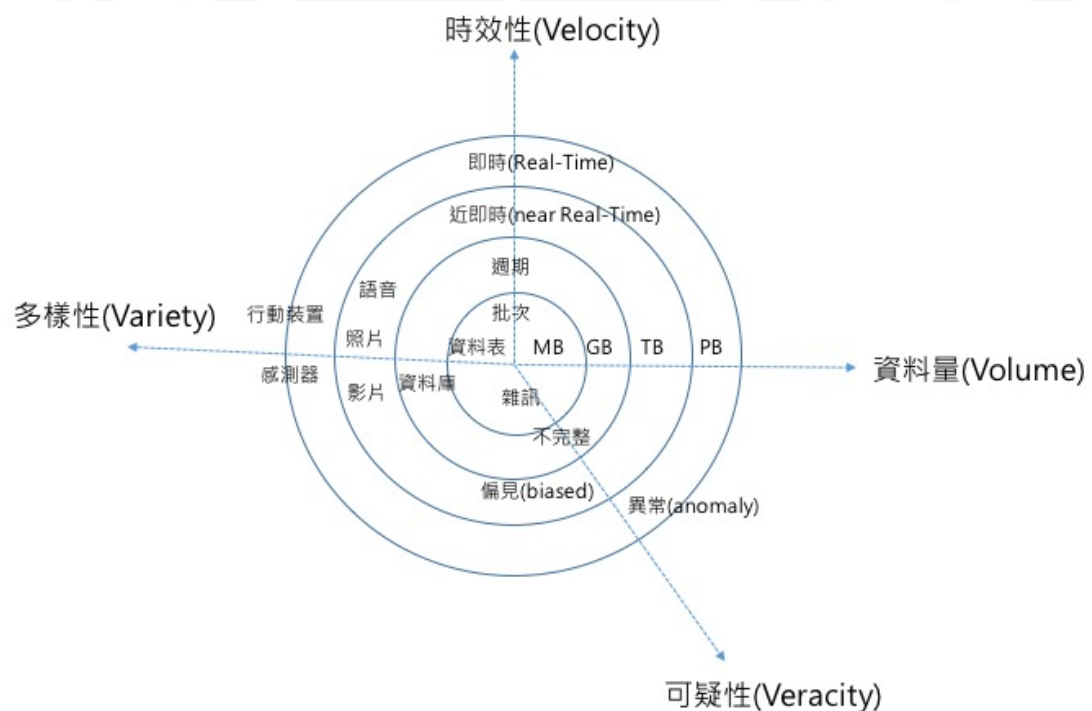 時效性(Velocity)
即時(Real-Time)
近即時(near Real-Time)
週期
語音
批次
行動裝置
多樣性(Variety)
照片
資料表 MB GB TB PB
感測器
影片
資料庫
資料量(Volume)
雜訊
不完整
偏見(biased)
異常(anomaly)
可疑性(Veracity)